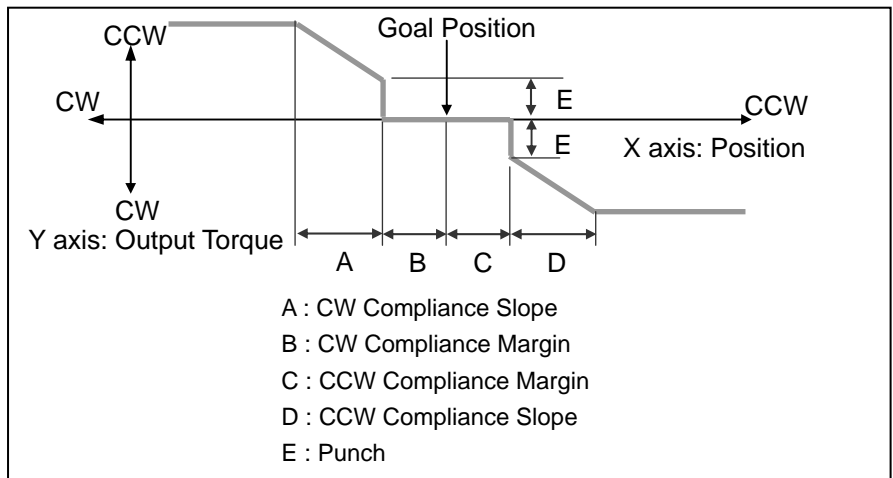 CCW
Goal Position
CW
E
CCW
E
X axis: Position
CW
Y axis: Output Torque
A
B
C
D
A : CW Compliance Slope
B : CW Compliance Margin
C : CCW Compliance Margin
D : CCW Compliance Slope
E : Punch